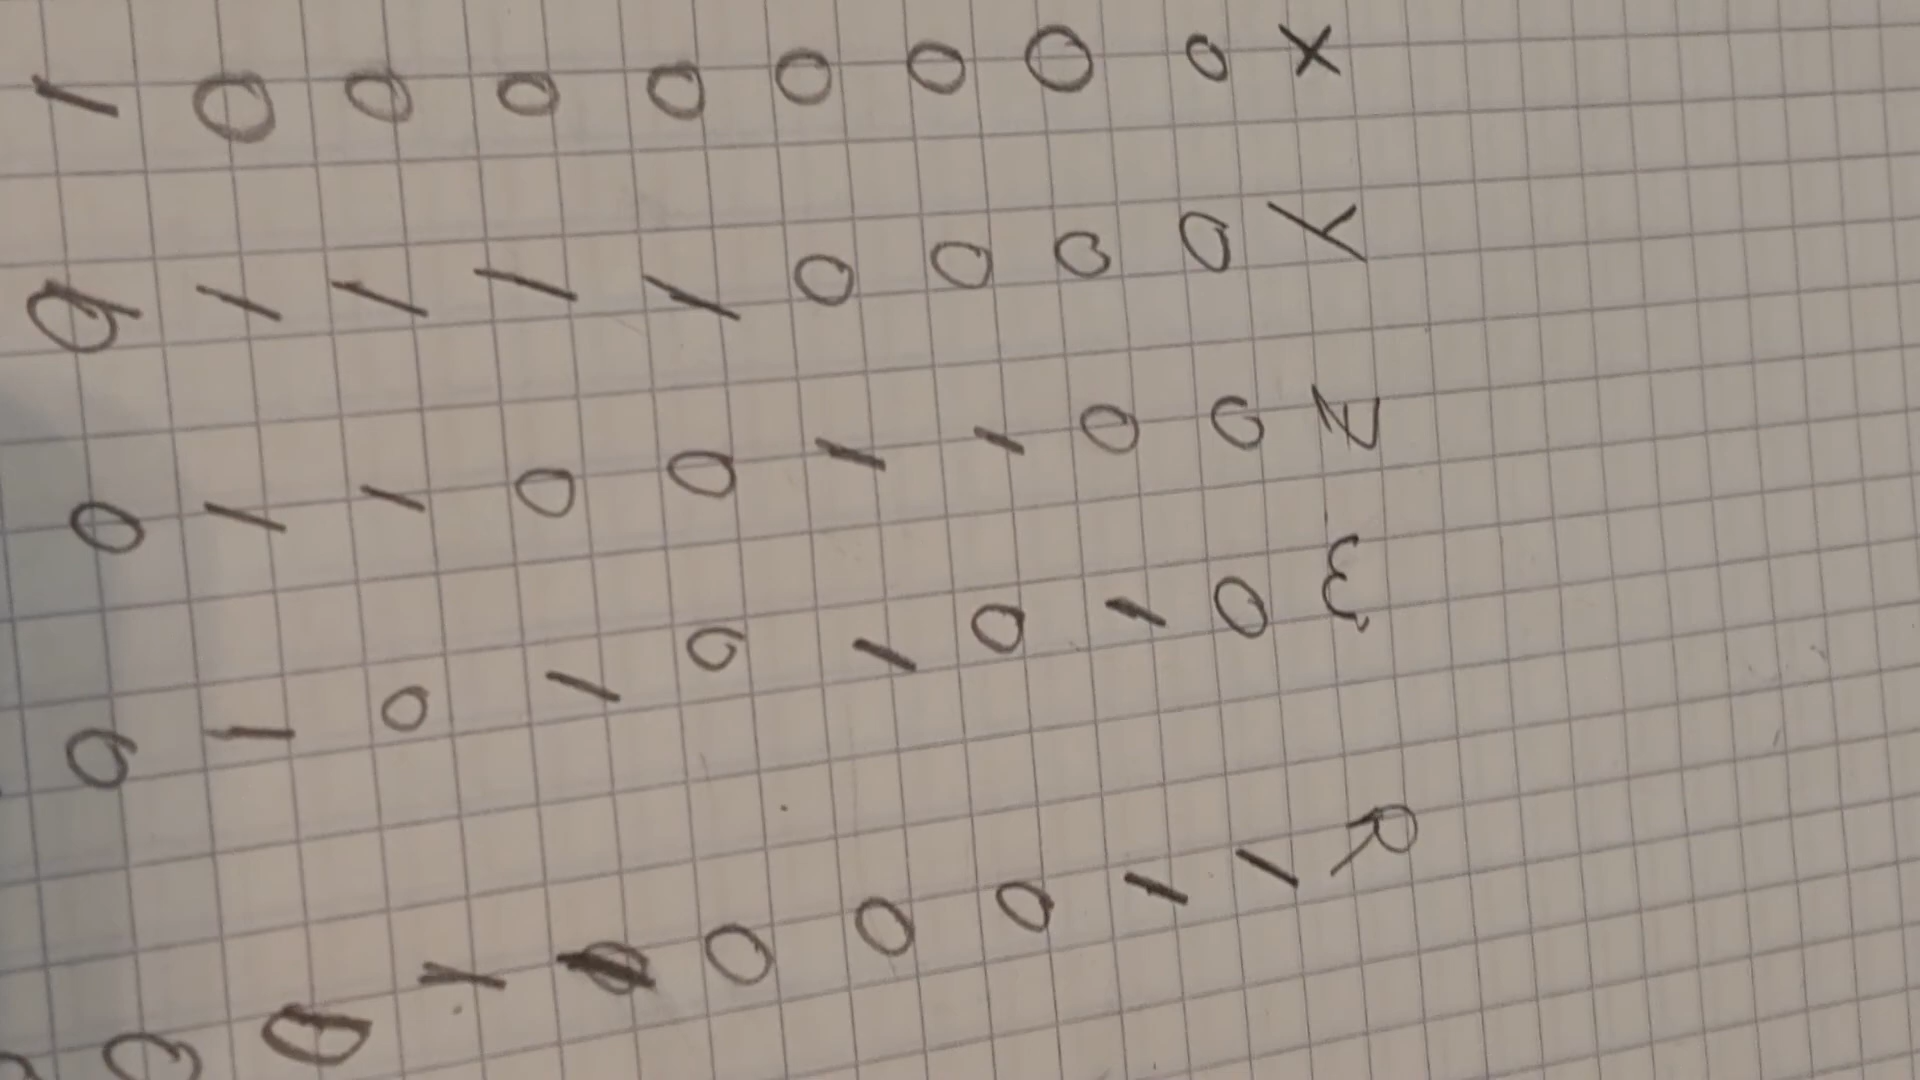 X Y Z W R
0 0 0 0 1
0 0 0 1 1
0 0 1 0 0
0 0 1 1 0
0 1 0 0 0
0 1 0 1
0 1 1 0 1
0 1 1 1 0
1 0 0 0 0